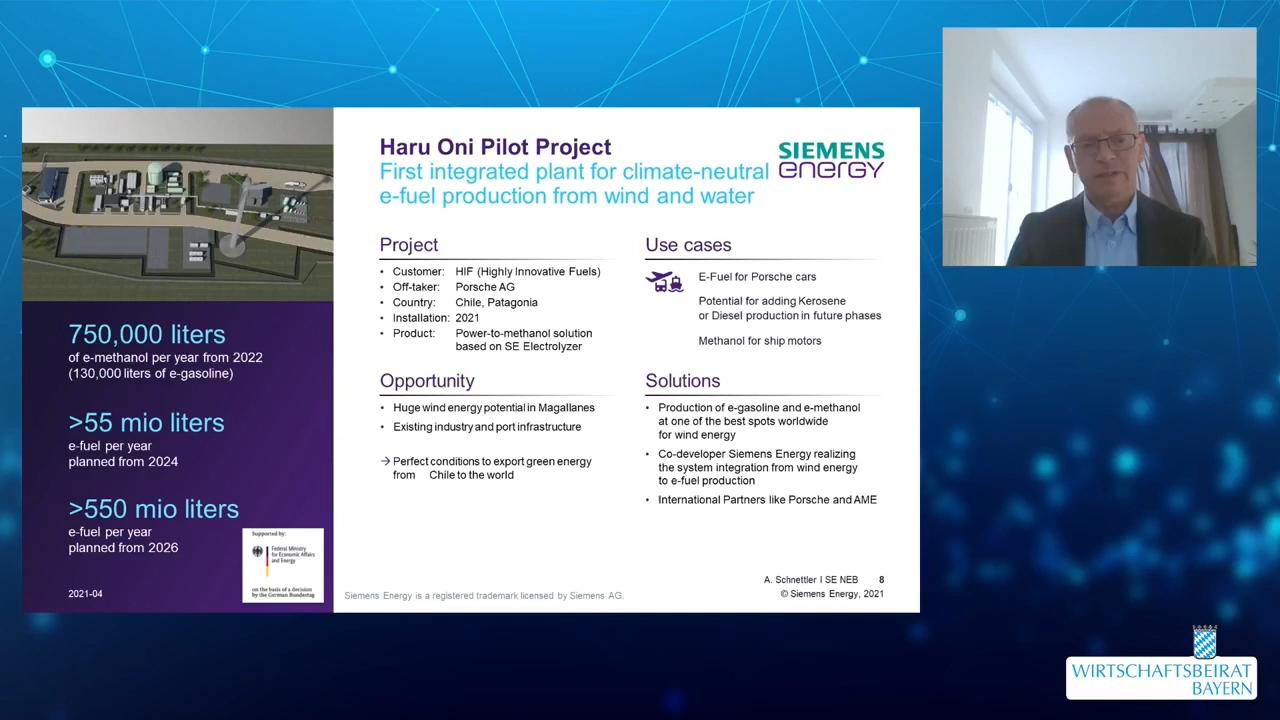 Haru Oni Pilot Project
First integrated plant for climate-neutral
e-fuel production from wind and water
SIEMENS
energy
750,000 liters
of e-methanol per year from 2022
(130,000 liters of e-gasoline)
>55 mio liters
e-fuel per year
planned from 2024
>550 mio liters
e-fuel per year
planned from 2026
Supported by:
Federal Ministry
for Economic Affairs
and Energy
on the basis of a decision
by the German Bundestag
2021-04
Project
• Customer: HIF (Highly Innovative Fuels)
• Off-taker: Porsche AG
• Country: Chile, Patagonia
• Installation: 2021
• Product: Power-to-methanol solution
based on SE Electrolyzer
Use cases
E-Fuel for Porsche cars
Potential for adding Kerosene
or Diesel production in future phases
Methanol for ship motors
Opportunity
• Huge wind energy potential in Magallanes
• Existing industry and port infrastructure
→ Perfect conditions to export green energy
from Chile to the world
Solutions
• Production of e-gasoline and e-methanol
at one of the best spots worldwide
for wind energy
• Co-developer Siemens Energy realizing
the system integration from wind energy
to e-fuel production
• International Partners like Porsche and AME
Siemens Energy is a registered trademark licensed by Siemens AG.
A. Schnettler I SE NEB 8
© Siemens Energy, 2021
WIRTSCHAFTSBEIRAT
BAYERN